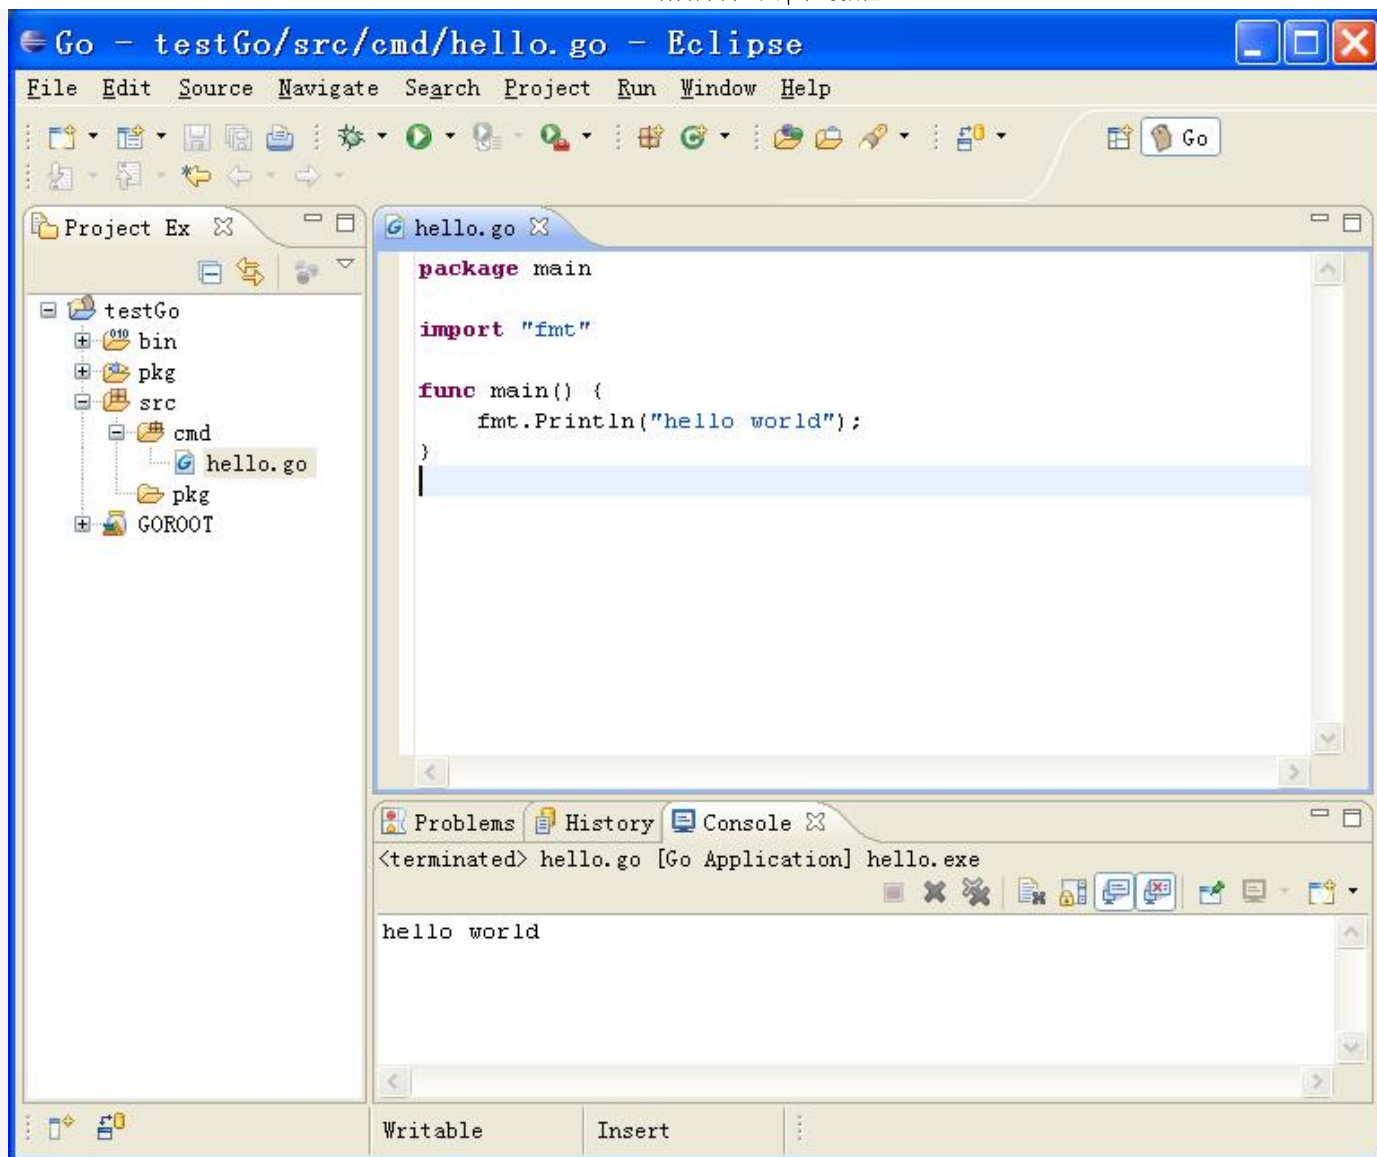 Go - testGo/src/cmd/hello.go - Eclipse
File Edit Source Navigate Search Project Run Window Help
Go
Project Ex
testGo
bin
pkg
src
cmd
hello.go
pkg
GOROOT
hello.go
package main
import "fmt"
func main() {
fmt.Println("hello world");
}
Problems History Console
<terminated> hello.go [Go Application] hello.exe
hello world
Writable Insert